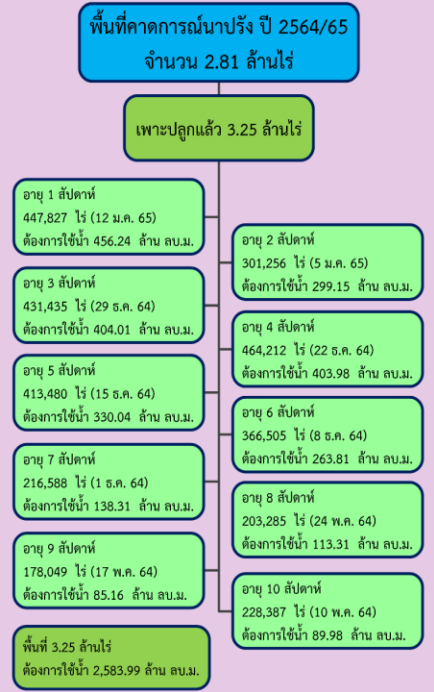 พื้นที่คาดการณ์นาปรัง ปี 2564/65
จำนวน 2.81 ล้านไร่
เพาะปลูกแล้ว 3.25 ล้านไร่
อายุ 1 สัปดาห์
447,827 ไร่ (12 ม.ค. 65)
ต้องการใช้น้ำ 456.24 ล้าน ลบ.ม.
อายุ 2 สัปดาห์
301,256 ไร่ (5 ม.ค. 65)
ต้องการใช้น้ำ 299.15 ล้าน ลบ.ม.
อายุ 3 สัปดาห์
431,435 ไร่ (29 ธ.ค. 64)
ต้องการใช้น้ำ 404.01 ล้าน ลบ.ม.
อายุ 4 สัปดาห์
464,212 ไร่ (22 ธ.ค. 64)
ต้องการใช้น้ำ 403.98 ล้าน ลบ.ม.
อายุ 5 สัปดาห์
413,480 ไร่ (15 ธ.ค. 64)
ต้องการใช้น้ำ 330.04 ล้าน ลบ.ม.
อายุ 6 สัปดาห์
366,505 ไร่ (8 ธ.ค. 64)
ต้องการใช้น้ำ 263.81 ล้าน ลบ.ม.
อายุ 7 สัปดาห์
216,588 ไร่ (1 ธ.ค. 64)
ต้องการใช้น้ำ 138.31 ล้าน ลบ.ม.
อายุ 8 สัปดาห์
203,285 ไร่ (24 พ.ค. 64)
ต้องการใช้น้ำ 113.31 ล้าน ลบ.ม.
อายุ 9 สัปดาห์
178,049 ไร่ (17 พ.ค. 64)
ต้องการใช้น้ำ 85.16 ล้าน ลบ.ม.
อายุ 10 สัปดาห์
228,387 ไร่ (10 พ.ค. 64)
ต้องการใช้น้ำ 89.98 ล้าน ลบ.ม.
พื้นที่ 3.25 ล้านไร่
ต้องการใช้น้ำ 2,583.99 ล้าน ลบ.ม.